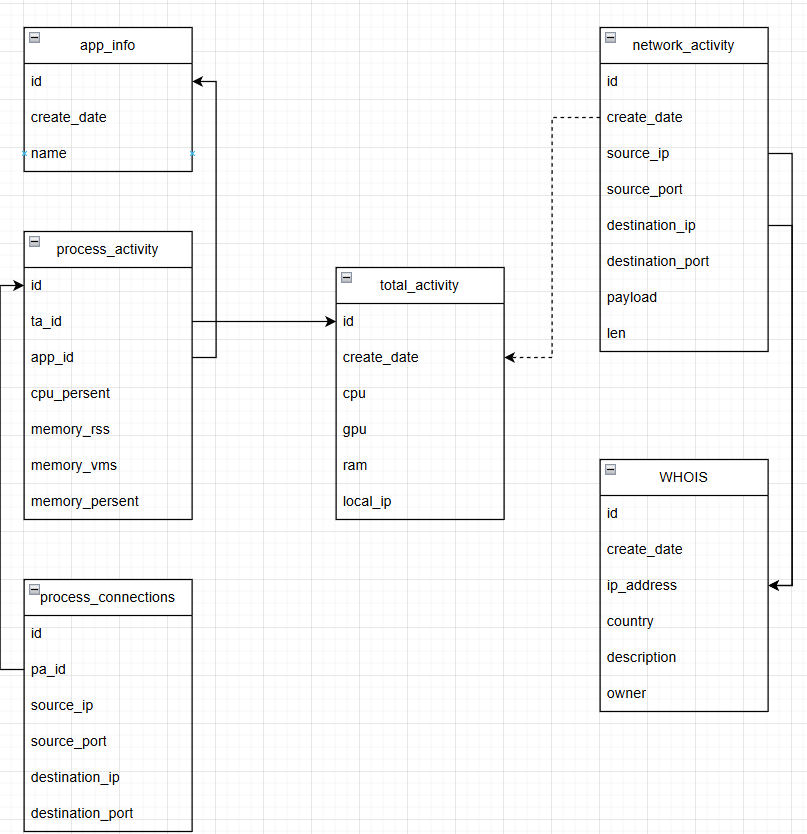 app_info
id
create_date
name
process_activity
id
ta_id
app_id
cpu_persent
memory_rss
memory_vms
memory_persent
process_connections
id
pa_id
source_ip
source_port
destination_ip
destination_port
total_activity
id
create_date
cpu
gpu
ram
local_ip
network_activity
id
create_date
source_ip
source_port
destination_ip
destination_port
payload
len
WHOIS
id
create_date
ip_address
country
description
owner